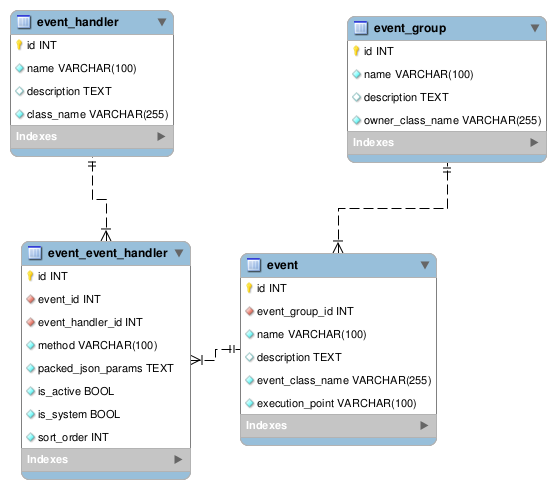 event_handler
id INT
name VARCHAR(100)
description TEXT
class_name VARCHAR(255)
Indexes
event_group
id INT
name VARCHAR(100)
description TEXT
owner_class_name VARCHAR(255)
Indexes
event_event_handler
id INT
event_id INT
event_handler_id INT
method VARCHAR(100)
packed_json_params TEXT
is_active BOOL
is_system BOOL
sort_order INT
Indexes
event
id INT
event_group_id INT
name VARCHAR(100)
description TEXT
event_class_name VARCHAR(255)
execution_point VARCHAR(100)
Indexes